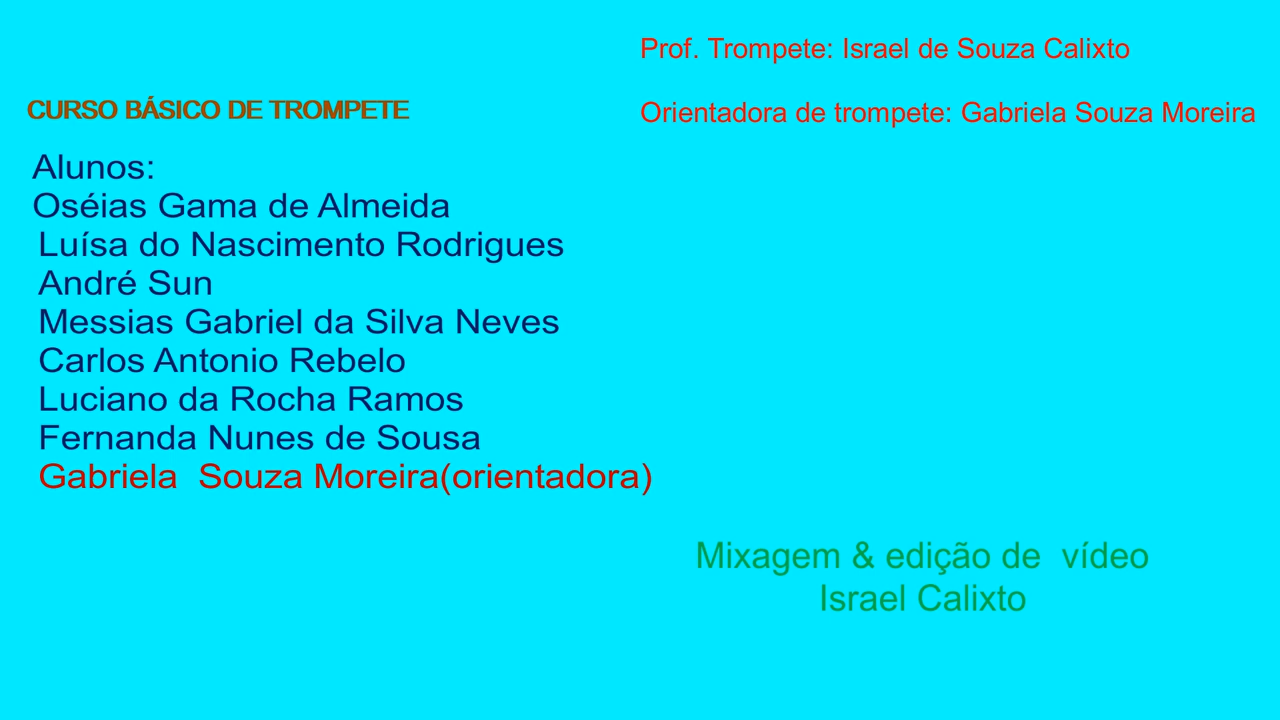 Prof. Trompete: Israel de Souza Calixto
CURSO BÁSICO DE TROMPETE
Orientadora de trompete: Gabriela Souza Moreira
Alunos:
Oséias Gama de Almeida
Luísa do Nascimento Rodrigues
André Sun
Messias Gabriel da Silva Neves
Carlos Antonio Rebelo
Luciano da Rocha Ramos
Fernanda Nunes de Sousa
Gabriela  Souza Moreira(orientadora)
Mixagem & edição de  vídeo
Israel Calixto